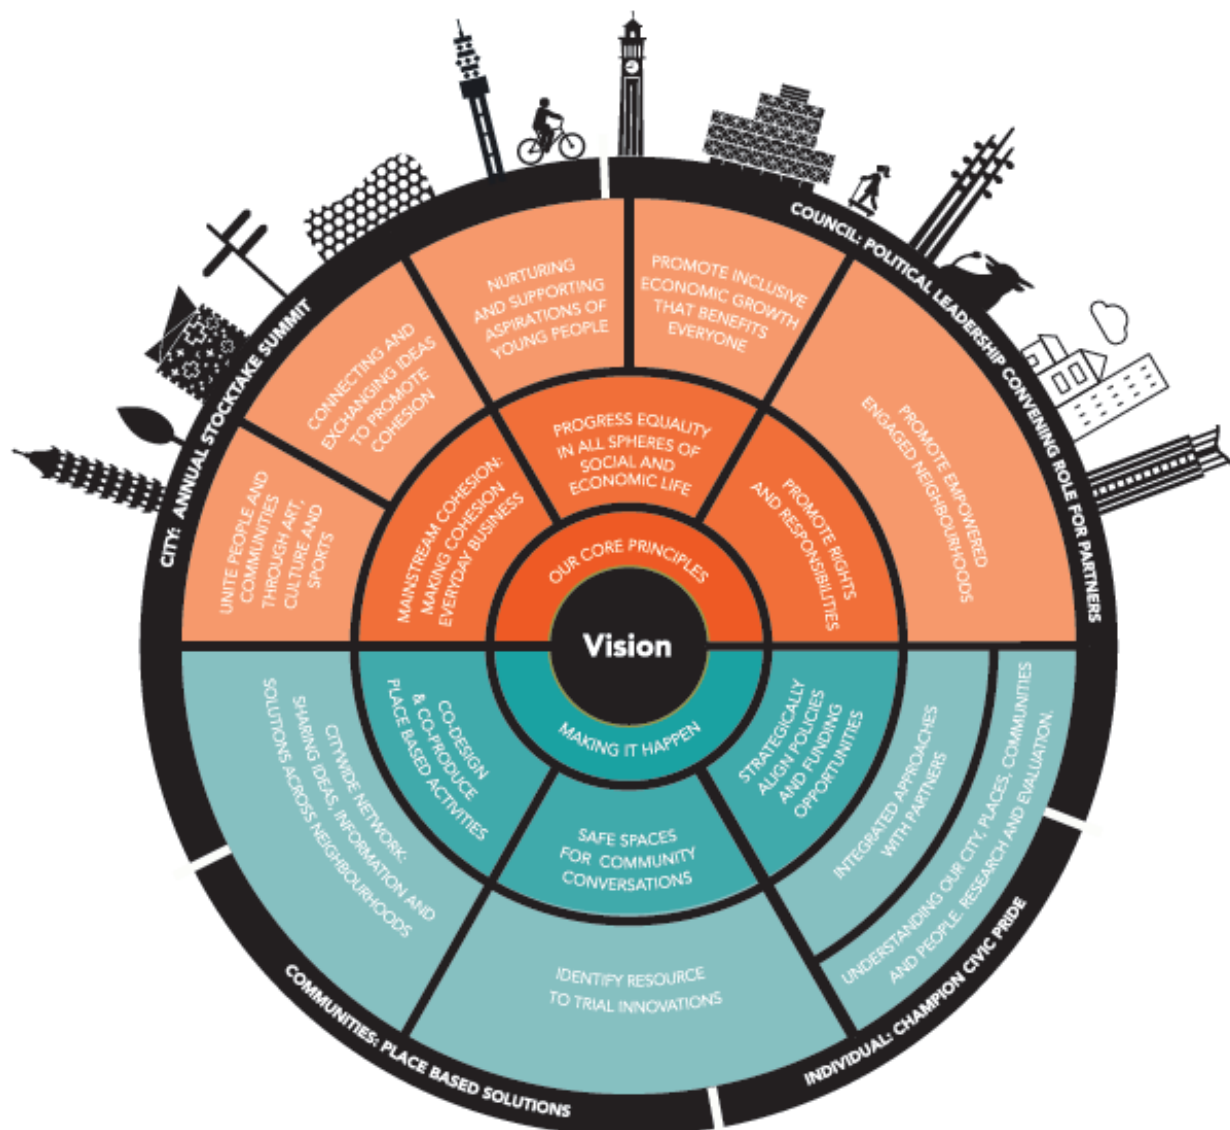 CITY: ANNUAL STOCKTAKE SUMMIT
COUNCIL: POLITICAL LEADERSHIP CONVENING ROLE FOR PARTNERS
UNITE PEOPLE AND
COMMUNITIES
THROUGH ART,
CULTURE AND
SPORTS
CONNECTING AND
EXCHANGING IDEAS
TO PROMOTE
COHESION
NURTURING
AND SUPPORTING
ASPIRATIONS OF
YOUNG PEOPLE
PROMOTE INCLUSIVE
ECONOMIC GROWTH
THAT BENEFITS
EVERYONE
PROMOTE EMPOWERED
ENGAGED NEIGHBOURHOODS
MAINSTREAM COHESION:
MAKING COHESION
EVERYDAY BUSINESS
PROGRESS EQUALITY
IN ALL SPHERES OF
SOCIAL AND
ECONOMIC LIFE
PROMOTE RIGHTS
AND RESPONSIBILITIES
OUR CORE PRINCIPLES
Vision
MAKING IT HAPPEN
CO-DESIGN
& CO-PRODUCE
PLACE BASED ACTIVITIES
SAFE SPACES
FOR COMMUNITY
CONVERSATIONS
STRATEGICALLY
ALIGN POLICIES
AND FUNDING
OPPORTUNITIES
CITYWIDE NETWORK:
SHARING IDEAS, INFORMATION AND
SOLUTIONS ACROSS NEIGHBOURHOODS
IDENTIFY RESOURCE
TO TRIAL INNOVATIONS
INTEGRATED APPROACHES
WITH PARTNERS
UNDERSTANDING OUR CITY, PLACES, COMMUNITIES
AND PEOPLE. RESEARCH AND EVALUATION.
COMMUNITIES: PLACE BASED SOLUTIONS
INDIVIDUAL: CHAMPION CIVIC PRIDE